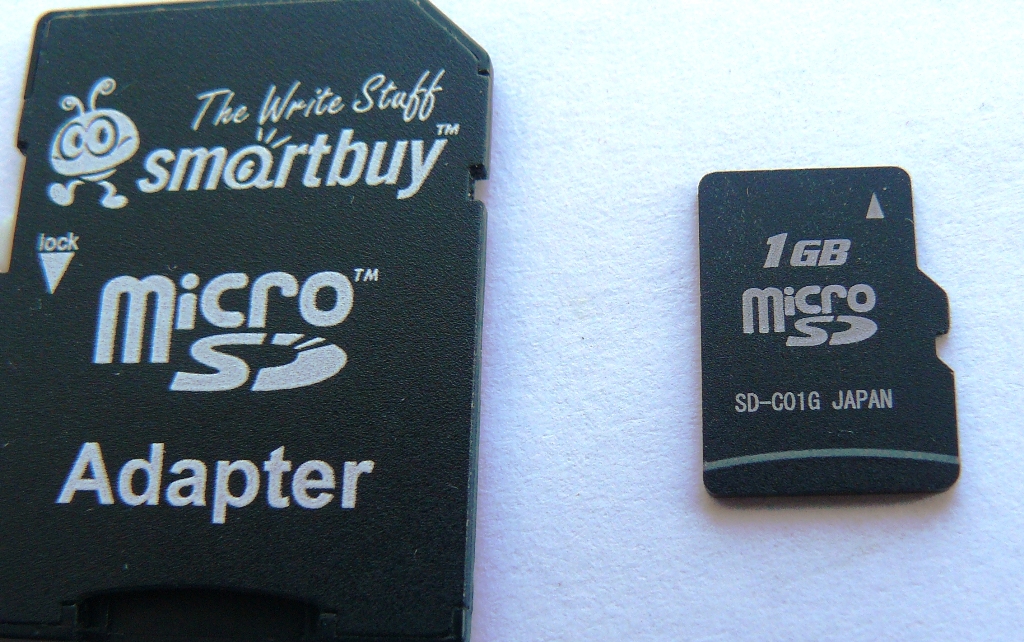 The Write Stuff
smartbuy™
lock
micro™
SD
Adapter
1GB
micro
SD
SD-C01G JAPAN